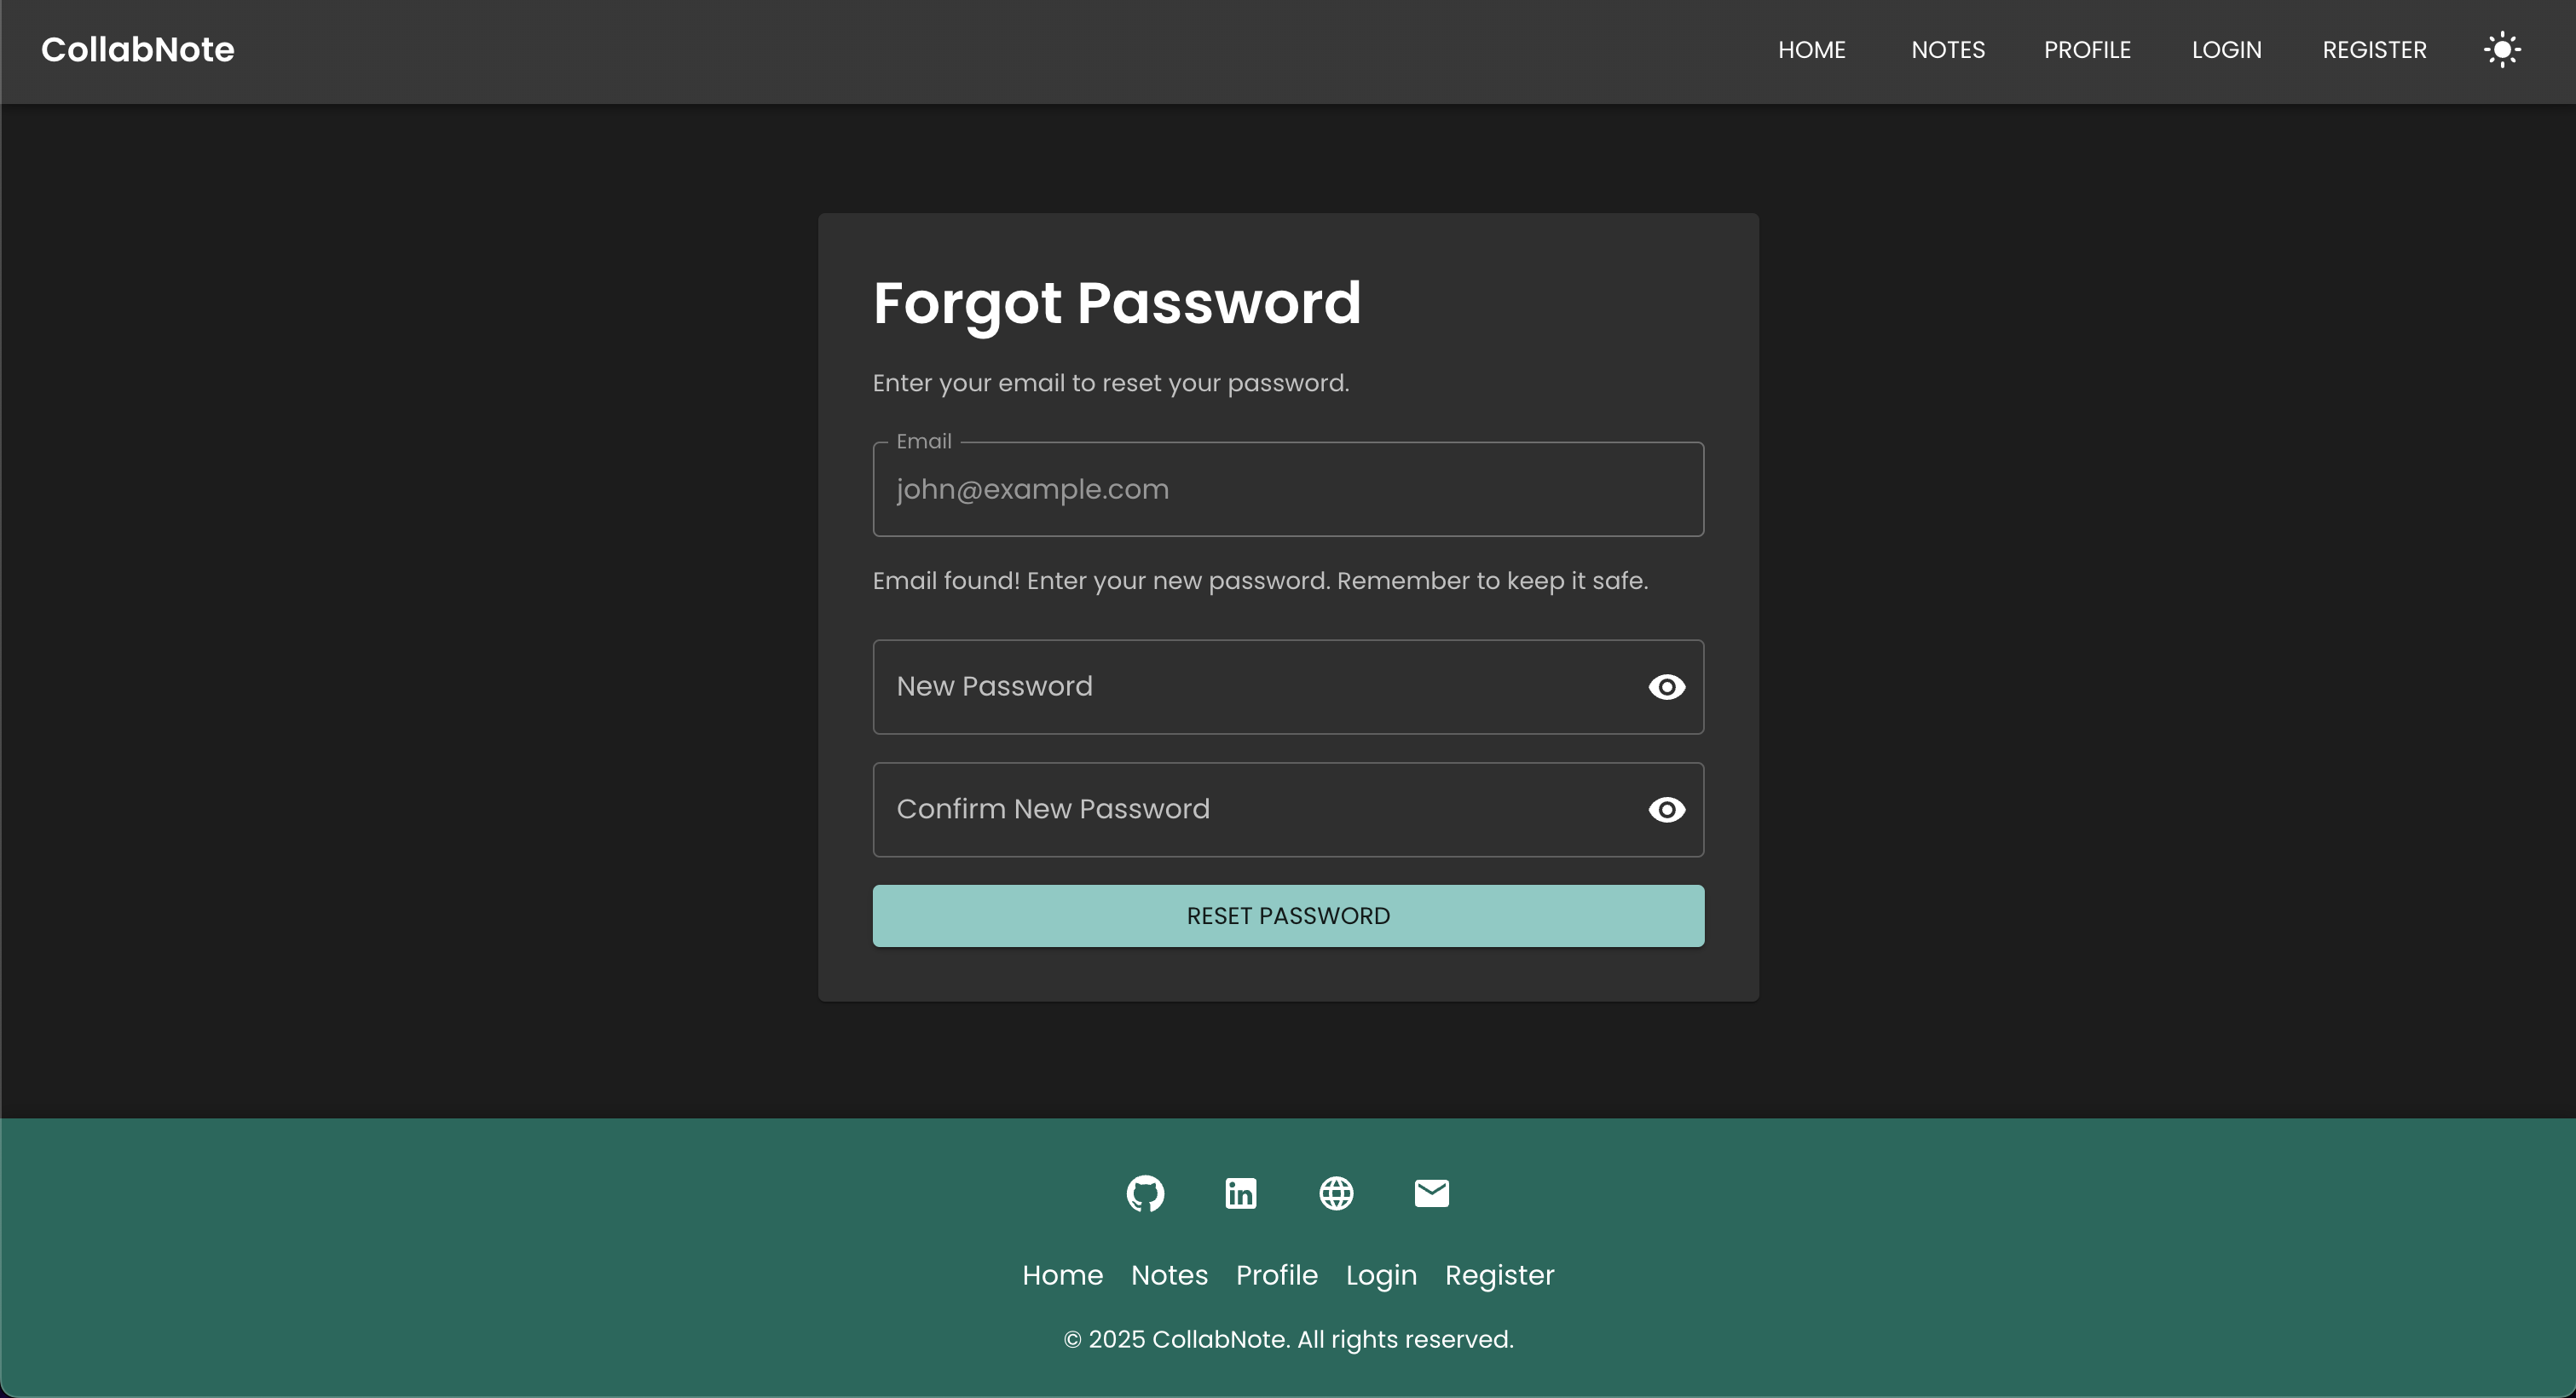 CollabNote
HOME NOTES PROFILE LOGIN REGISTER
Forgot Password
Enter your email to reset your password.
Email
john@example.com
Email found! Enter your new password. Remember to keep it safe.
New Password
Confirm New Password
RESET PASSWORD
in
Home Notes Profile Login Register
© 2025 CollabNote. All rights reserved.